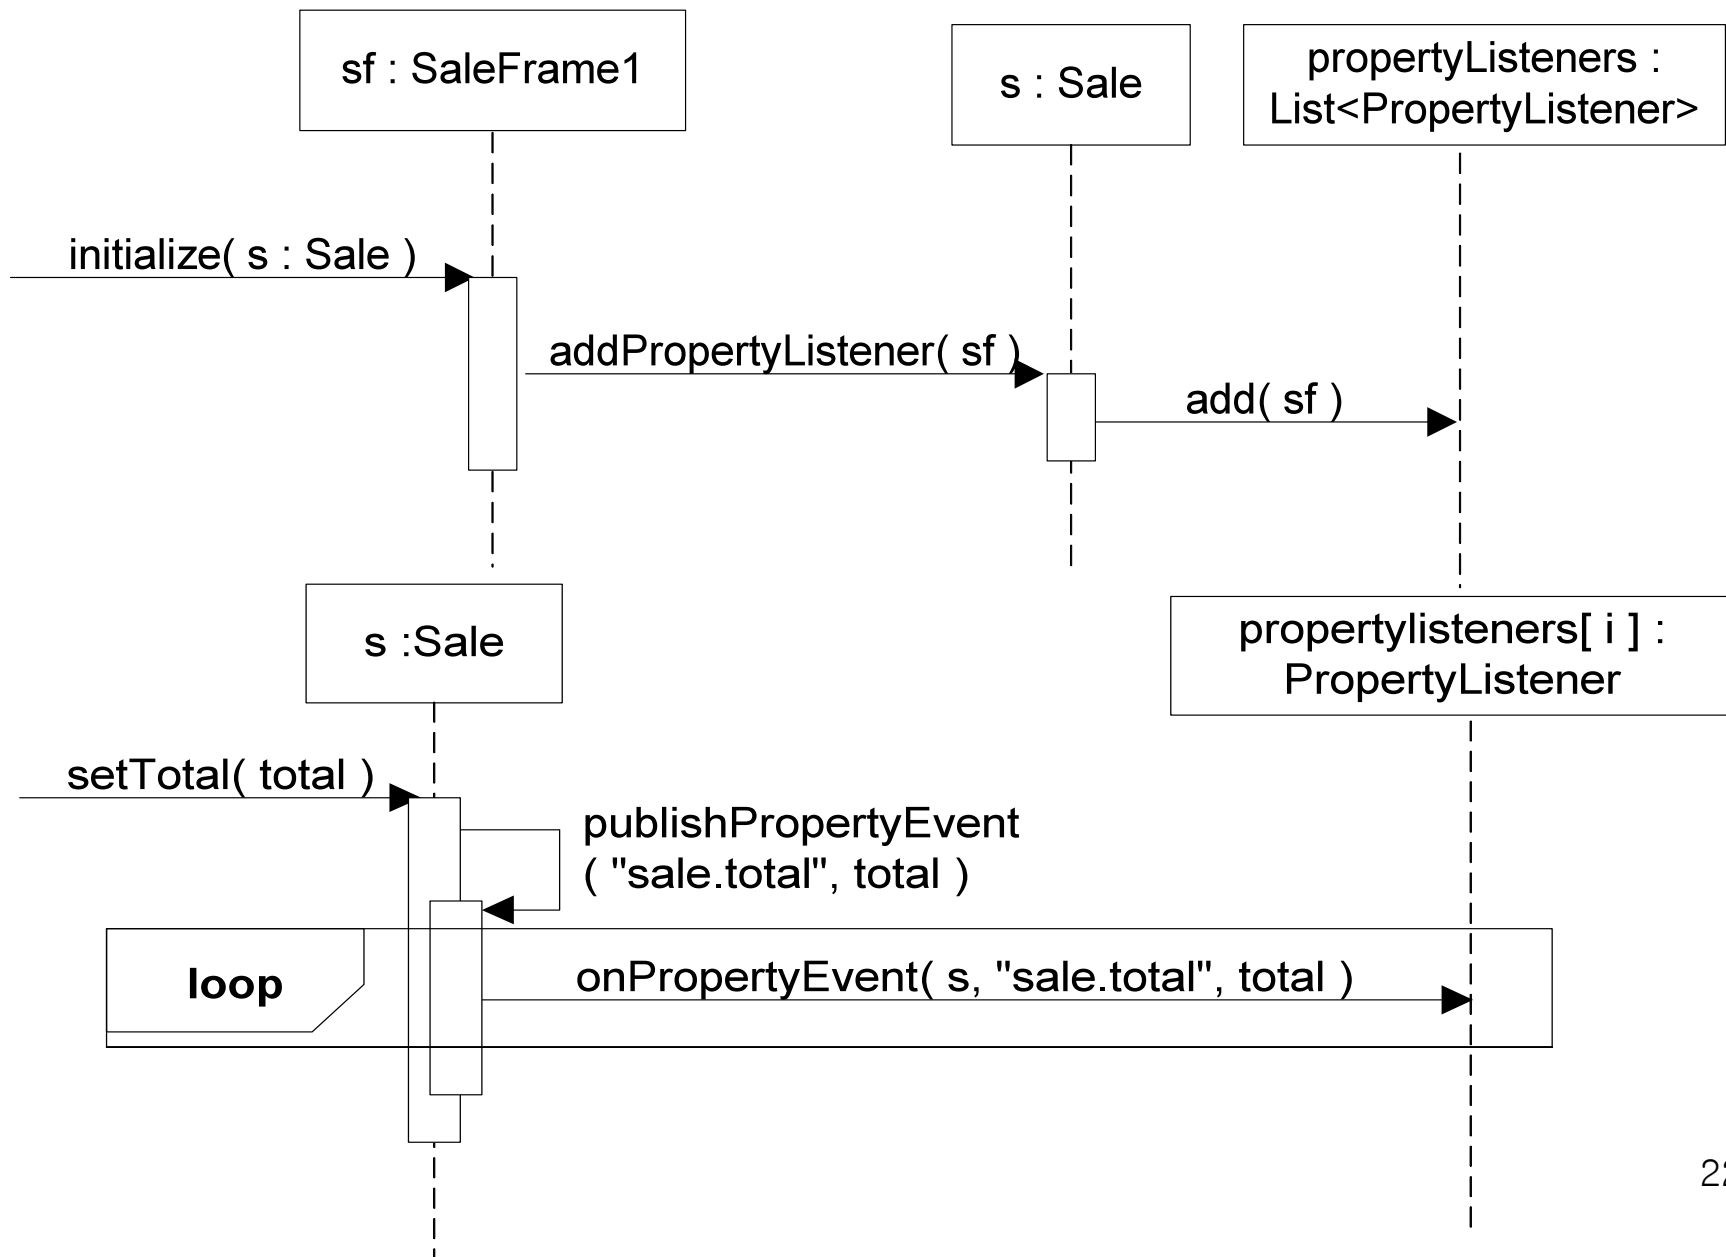 sf : SaleFrame1
s : Sale
propertyListeners :
List<PropertyListener>
initialize( s : Sale )
addPropertyListener( sf )
add( sf )
s :Sale
propertylisteners[ i ] :
PropertyListener
setTotal( total )
publishPropertyEvent
( "sale.total", total )
loop
onPropertyEvent( s, "sale.total", total )
22